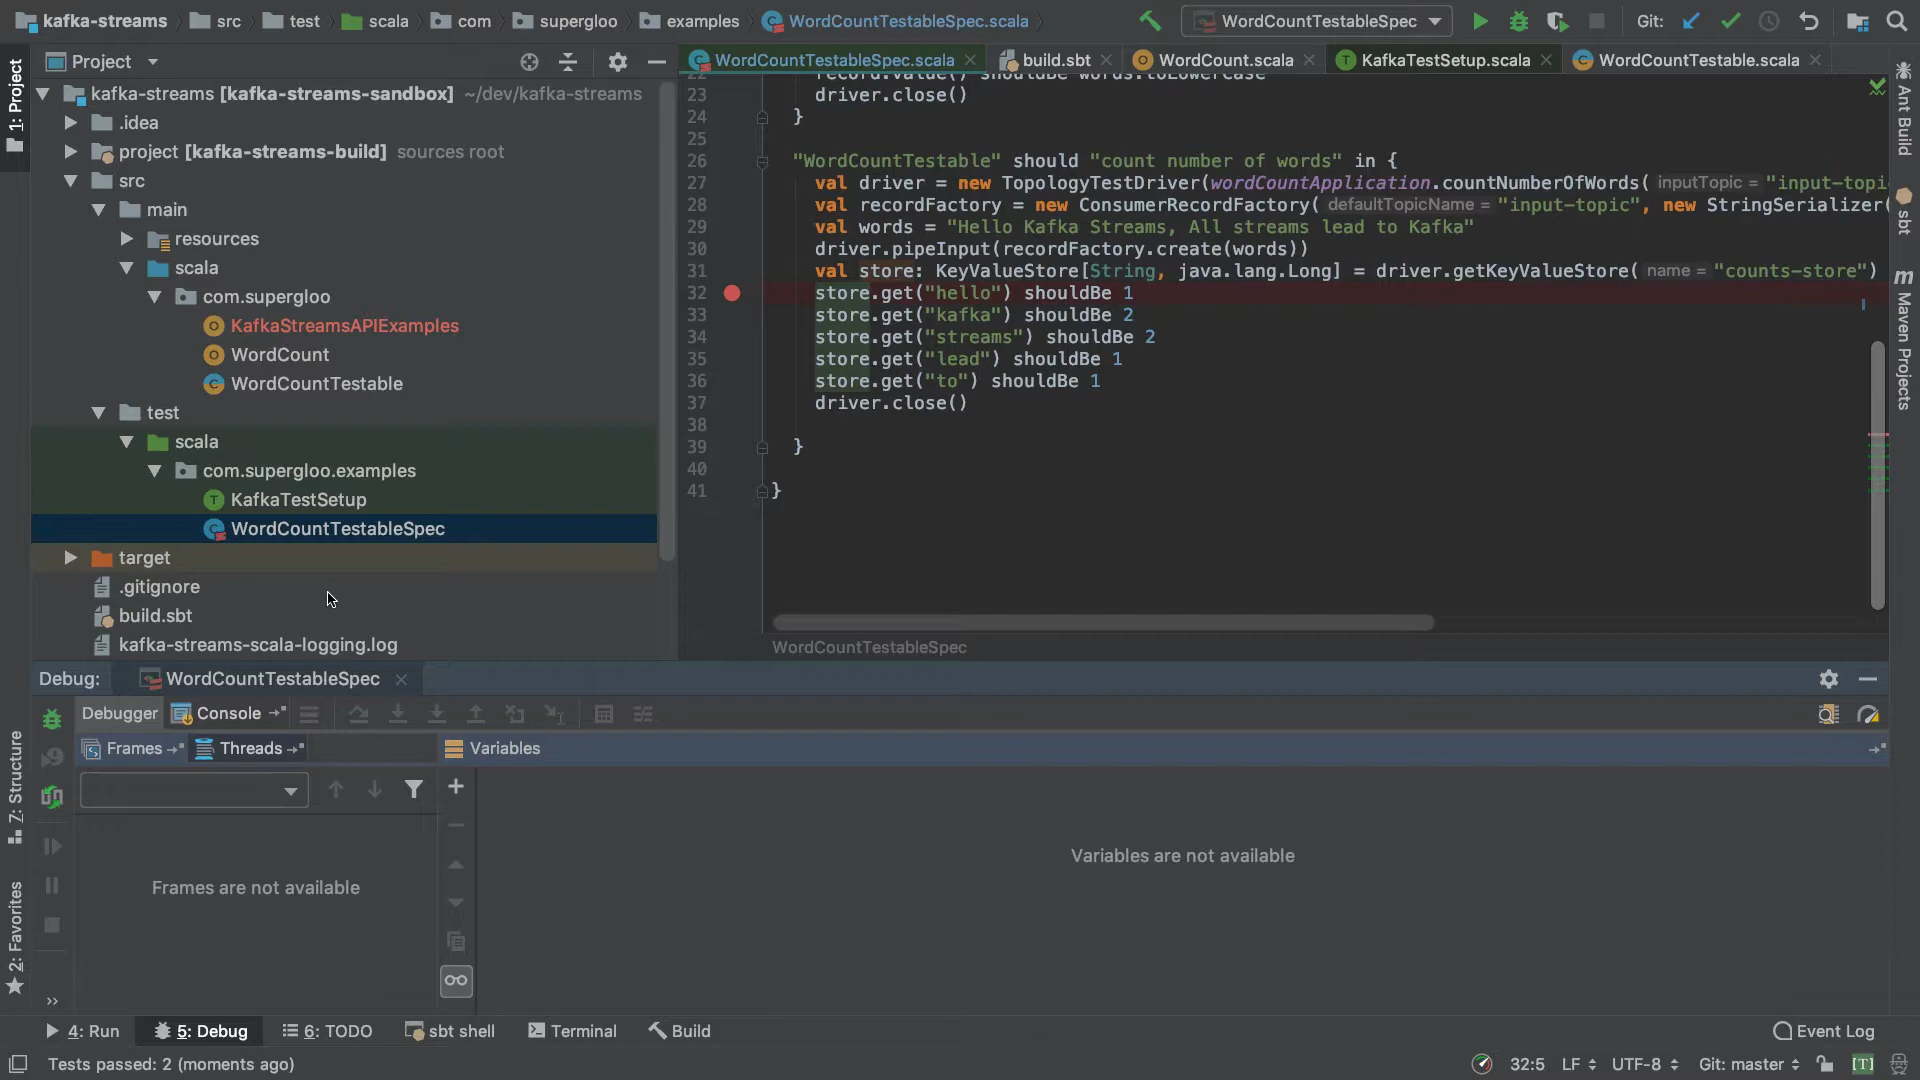 kafka-streams src test scala com supergloo examples WordCountTestableSpec.scala WordCountTestableSpec Git:
Project
WordCountTestableSpec.scala build.sbt WordCount.scala KafkaTestSetup.scala WordCountTestable.scala
1: Project
kafka-streams [kafka-streams-sandbox] ~/dev/kafka-streams
.idea
project [kafka-streams-build] sources root
src
main
resources
scala
com.supergloo
KafkaStreamsAPIExamples
WordCount
WordCountTestable
test
scala
com.supergloo.examples
KafkaTestSetup
WordCountTestableSpec
target
.gitignore
build.sbt
kafka-streams-scala-logging.log
22 record.value() shouldBe words.toLowerCase
23 driver.close()
24 }
25
26 "WordCountTestable" should "count number of words" in {
27 val driver = new TopologyTestDriver(wordCountApplication.countNumberOfWords( inputTopic = "input-topi
28 val recordFactory = new ConsumerRecordFactory( defaultTopicName = "input-topic", new StringSerializer(
29 val words = "Hello Kafka Streams, All streams lead to Kafka"
30 driver.pipeInput(recordFactory.create(words))
31 val store: KeyValueStore[String, java.lang.Long] = driver.getKeyValueStore( name = "counts-store")
32 store.get("hello") shouldBe 1
33 store.get("kafka") shouldBe 2
34 store.get("streams") shouldBe 2
35 store.get("lead") shouldBe 1
36 store.get("to") shouldBe 1
37 driver.close()
38
39 }
40
41 }
WordCountTestableSpec
Ant Build
sbt
m Maven Projects
Debug: WordCountTestableSpec
Debugger Console
Frames Threads Variables
Frames are not available
Variables are not available
7: Structure
2: Favorites
4: Run 5: Debug 6: TODO sbt shell Terminal Build Event Log
Tests passed: 2 (moments ago) 32:5 LF UTF-8 Git: master [T]